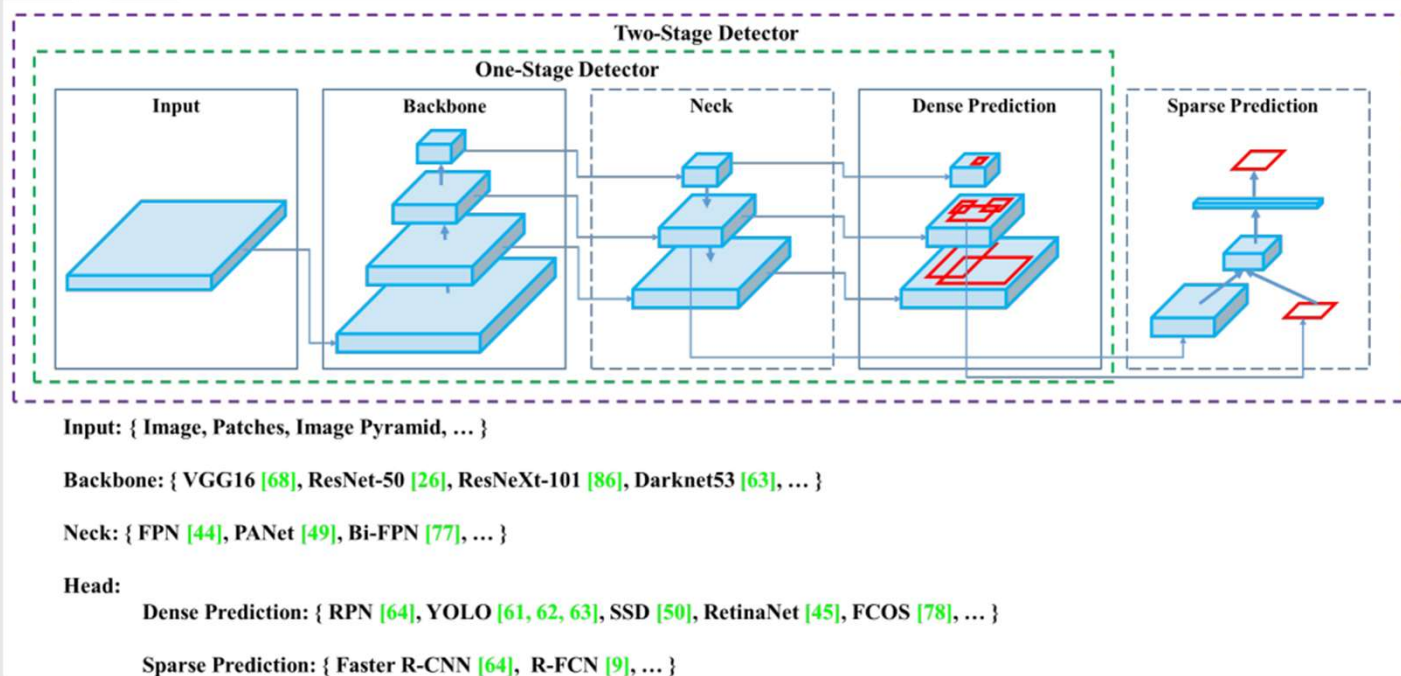 Two-Stage Detector
One-Stage Detector
Input
Backbone
Neck
Dense Prediction
Sparse Prediction
Input: { Image, Patches, Image Pyramid, … }
Backbone: { VGG16 [68], ResNet-50 [26], ResNeXt-101 [86], Darknet53 [63], … }
Neck: { FPN [44], PANet [49], Bi-FPN [77], … }
Head:
Dense Prediction: { RPN [64], YOLO [61, 62, 63], SSD [50], RetinaNet [45], FCOS [78], … }
Sparse Prediction: { Faster R-CNN [64], R-FCN [9], … }